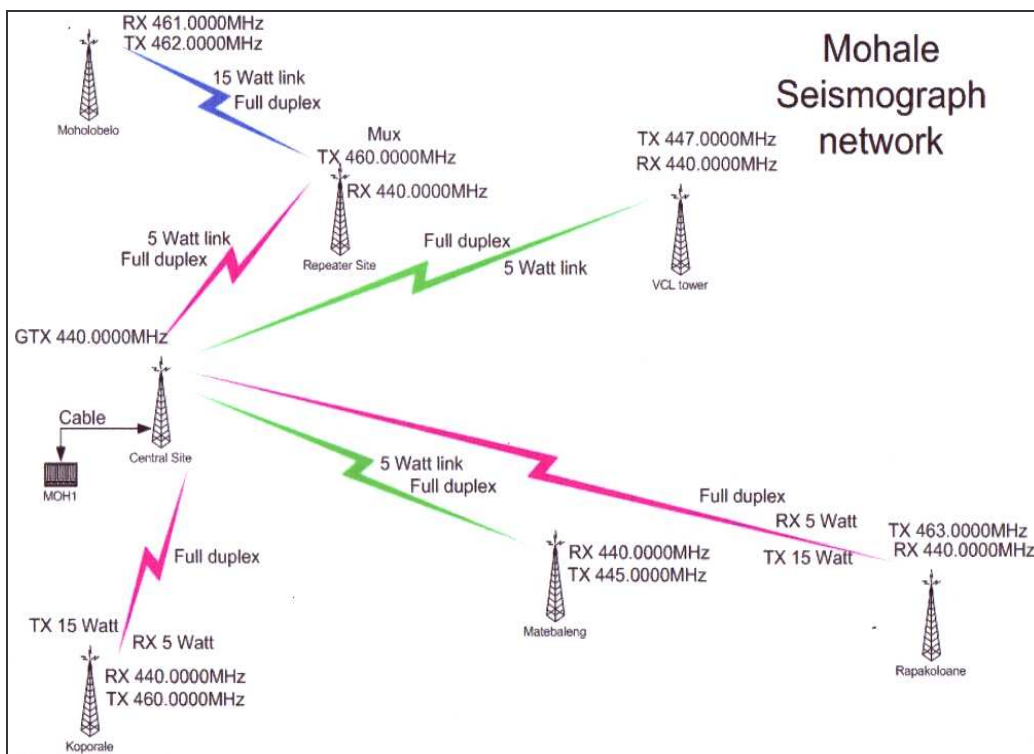 Mohale
Seismograph
network
RX 461.0000MHz
TX 462.0000MHz
Moholobelo
15 Watt link
Full duplex
Mux
TX 460.0000MHz
RX 440.0000MHz
Repeater Site
TX 447.0000MHz
RX 440.0000MHz
VCL tower
5 Watt link
Full duplex
Full duplex
5 Watt link
GTX 440.0000MHz
Cable
Central Site
MOH1
5 Watt link
Full duplex
Full duplex
RX 5 Watt
TX 15 Watt
TX 463.0000MHz
RX 440.0000MHz
Rapakoloane
Full duplex
RX 440.0000MHz
TX 445.0000MHz
Matebaleng
TX 15 Watt
RX 5 Watt
RX 440.0000MHz
TX 460.0000MHz
Koporale